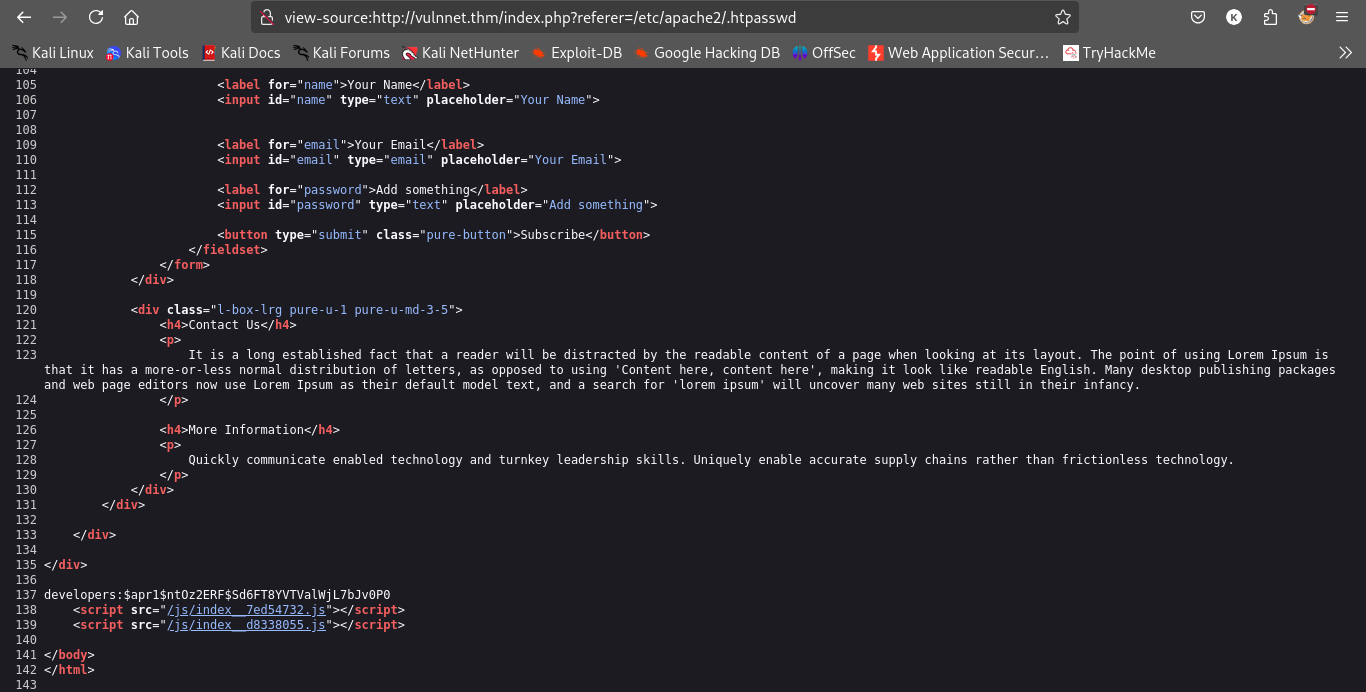 view-source:http://vulnnet.thm/index.php?referer=/etc/apache2/.htpasswd
K
Kali Linux Kali Tools Kali Docs Kali Forums Kali NetHunter Exploit-DB Google Hacking DB OffSec Web Application Secur… TryHackMe
104
105 <label for="name">Your Name</label>
106 <input id="name" type="text" placeholder="Your Name">
107
108
109 <label for="email">Your Email</label>
110 <input id="email" type="email" placeholder="Your Email">
111
112 <label for="password">Add something</label>
113 <input id="password" type="text" placeholder="Add something">
114
115 <button type="submit" class="pure-button">Subscribe</button>
116 </fieldset>
117 </form>
118 </div>
119
120 <div class="l-box-lrg pure-u-1 pure-u-md-3-5">
121 <h4>Contact Us</h4>
122 <p>
123 It is a long established fact that a reader will be distracted by the readable content of a page when looking at its layout. The point of using Lorem Ipsum is
that it has a more-or-less normal distribution of letters, as opposed to using 'Content here, content here', making it look like readable English. Many desktop publishing packages
and web page editors now use Lorem Ipsum as their default model text, and a search for 'lorem ipsum' will uncover many web sites still in their infancy.
124 </p>
125
126 <h4>More Information</h4>
127 <p>
128 Quickly communicate enabled technology and turnkey leadership skills. Uniquely enable accurate supply chains rather than frictionless technology.
129 </p>
130 </div>
131 </div>
132
133 </div>
134
135 </div>
136
137 developers:$apr1$ntOz2ERF$Sd6FT8YVTValWjL7bJv0P0
138 <script src="/js/index__7ed54732.js"></script>
139 <script src="/js/index__d8338055.js"></script>
140
141 </body>
142 </html>
143